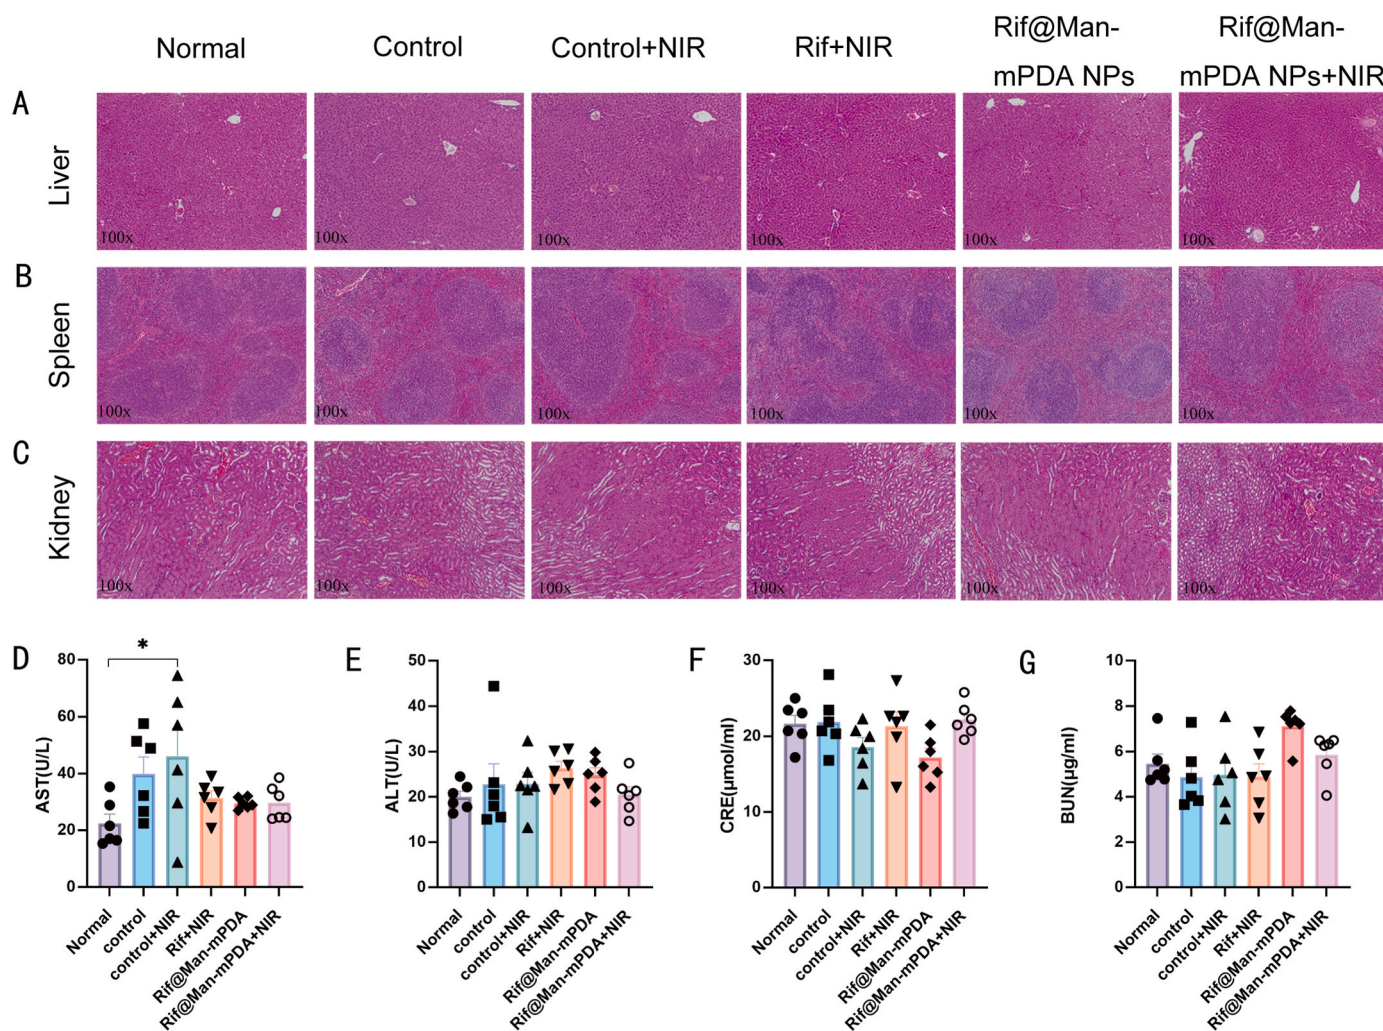 Normal
Control
Control+NIR
Rif+NIR
Rif@Man-
mPDA NPs
Rif@Man-
mPDA NPs+NIR
A
Liver
100x
100x
100x
100x
100x
100x
B
Spleen
100x
100x
100x
100x
100x
100x
C
Kidney
100x
100x
100x
100x
100x
100x
D
*
AST(U/L)
80
60
40
20
0
Normal
control
control+NIR
Rif+NIR
Rif@Man-mPDA
Rif@Man-mPDA+NIR
E
ALT(U/L)
50
40
30
20
10
0
Normal
control
control+NIR
Rif+NIR
Rif@Man-mPDA
Rif@Man-mPDA+NIR
F
CRE(μmol/ml)
30
20
10
0
Normal
control
control+NIR
Rif+NIR
Rif@Man-mPDA
Rif@Man-mPDA+NIR
G
BUN(μg/ml)
10
8
6
4
2
0
Normal
control
control+NIR
Rif+NIR
Rif@Man-mPDA
Rif@Man-mPDA+NIR